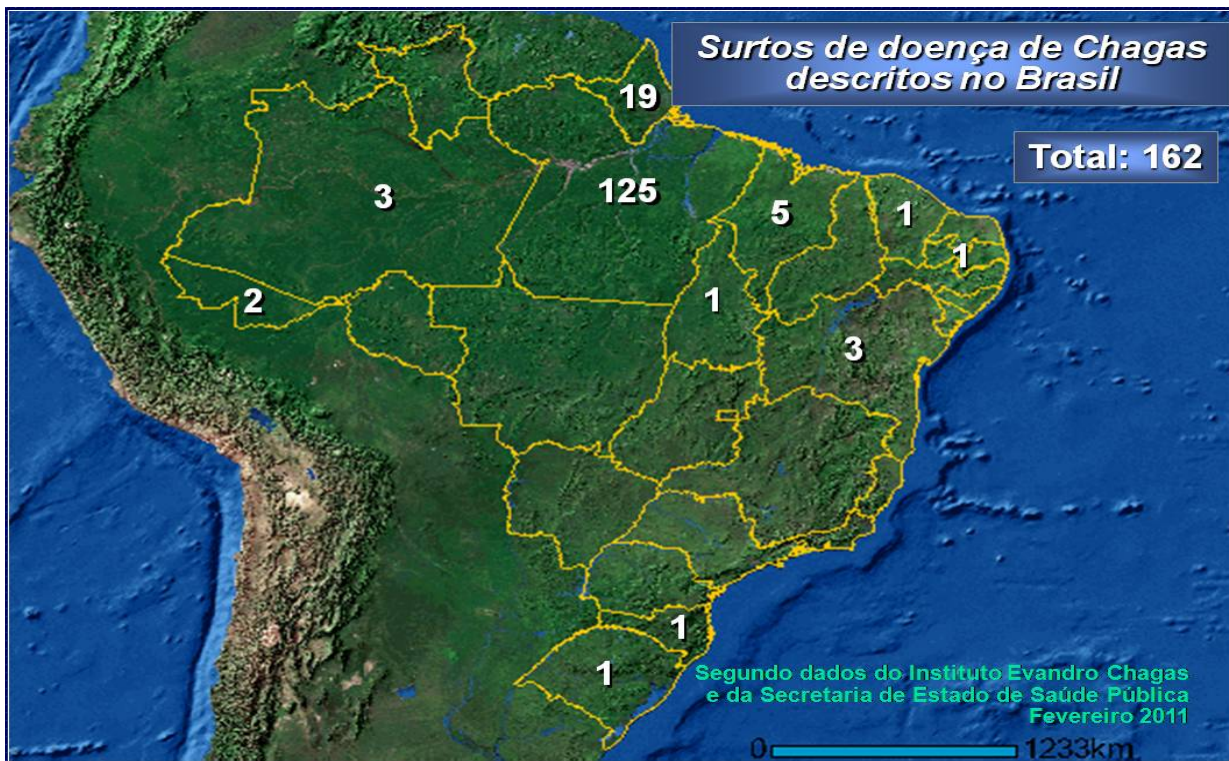 Surtos de doença de Chagas
descritos no Brasil
19
Total: 162
3
125
5
1
1
2
1
3
1
1
Segundo dados do Instituto Evandro Chagas
e da Secretaria de Estado de Saúde Pública
Fevereiro 2011
0 1233km